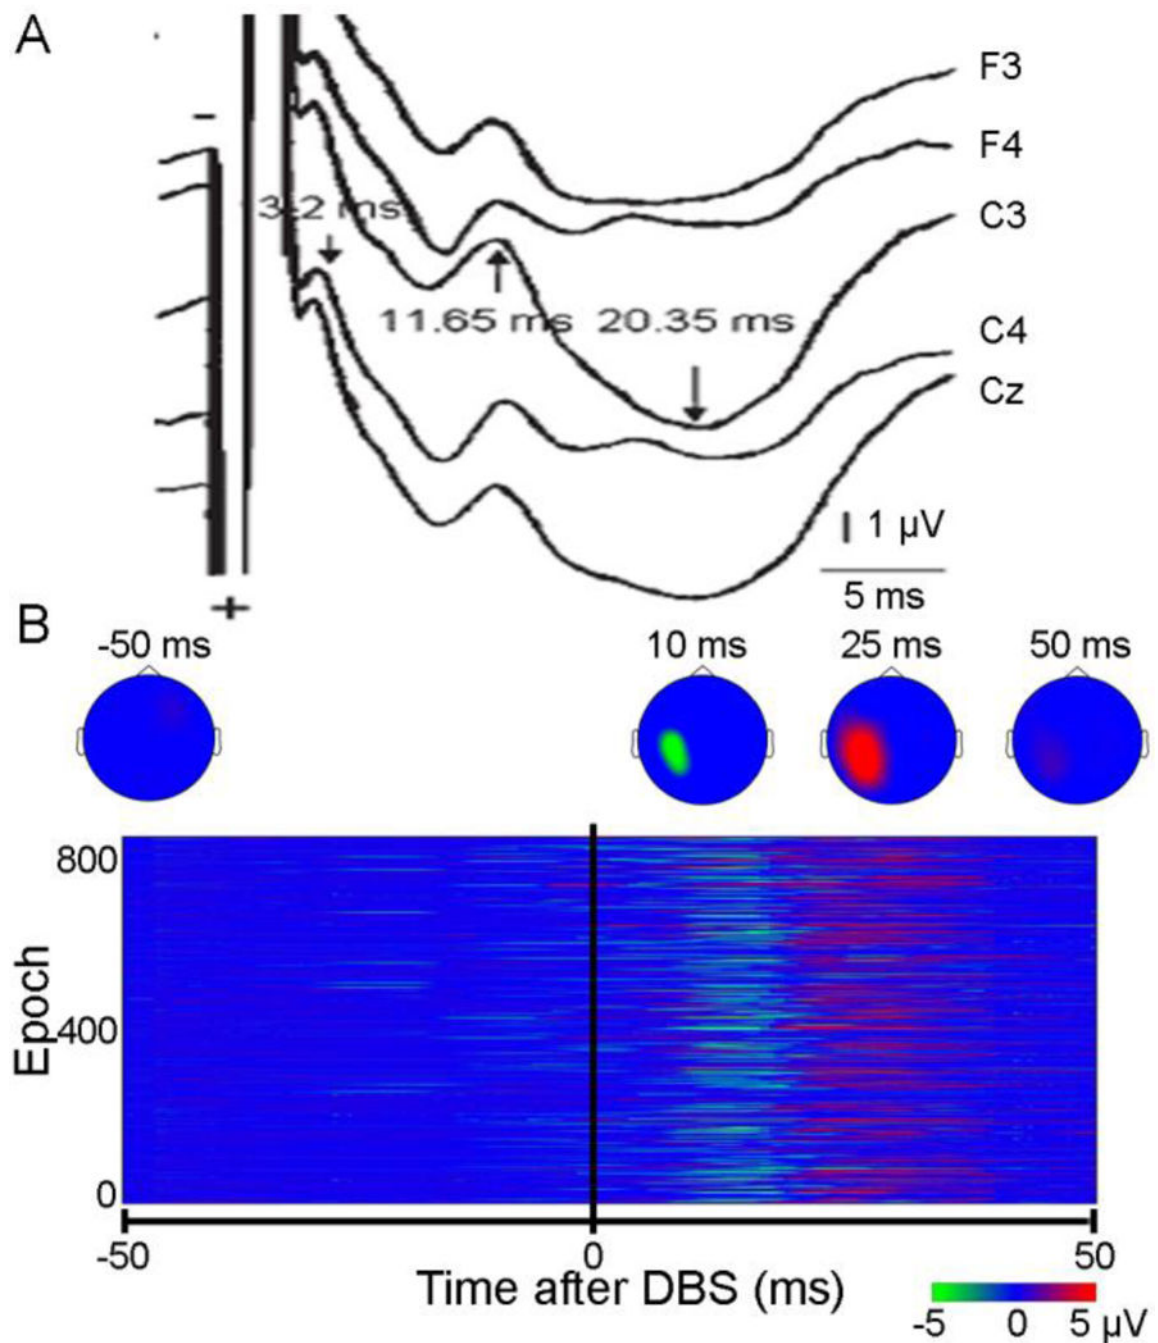 A
F3
−
F4
3.2 ms
C3
11.65 ms 20.35 ms
C4
Cz
1 µV
5 ms
+
B
-50 ms 10 ms 25 ms 50 ms
800
400
0
Epoch
-50 0 50
Time after DBS (ms)
-5 0 5 µV